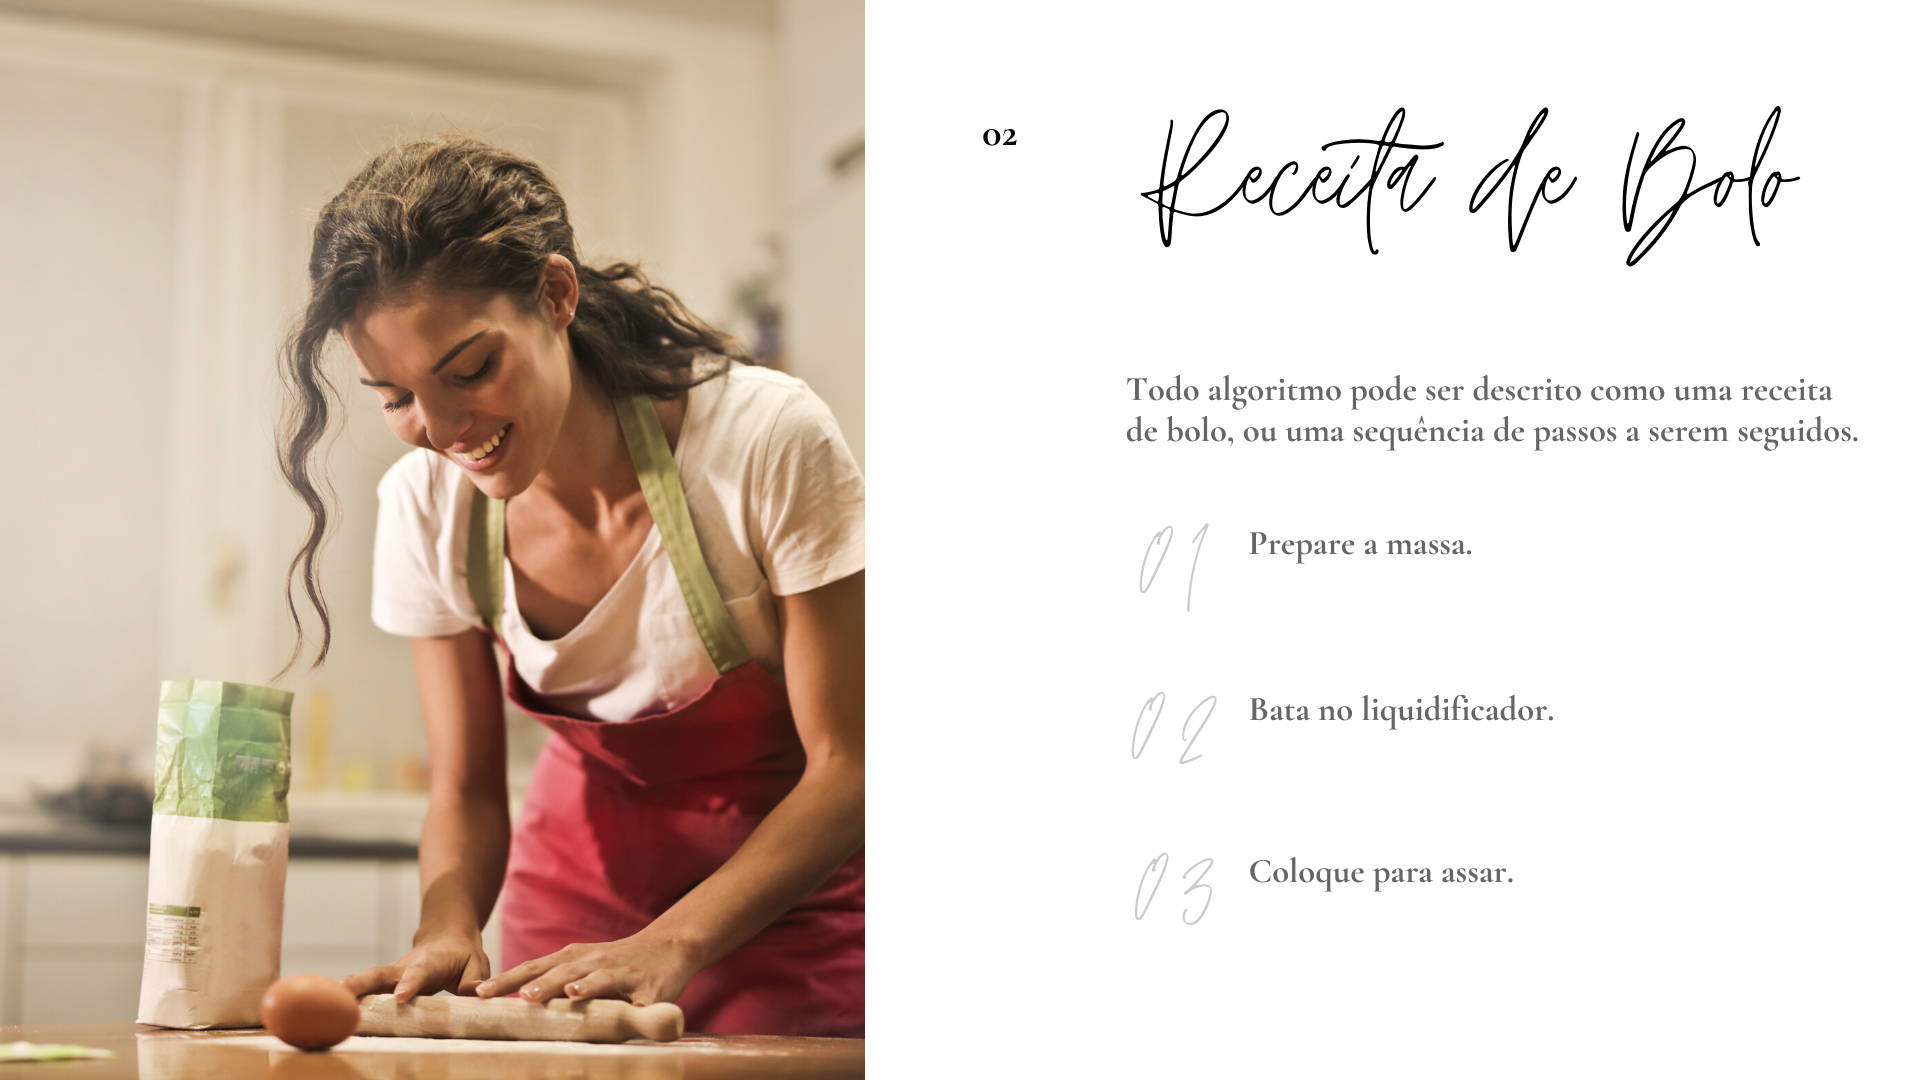 02
Receita de Bolo
Todo algoritmo pode ser descrito como uma receita
de bolo, ou uma sequência de passos a serem seguidos.
01
Prepare a massa.
02
Bata no liquidificador.
03
Coloque para assar.